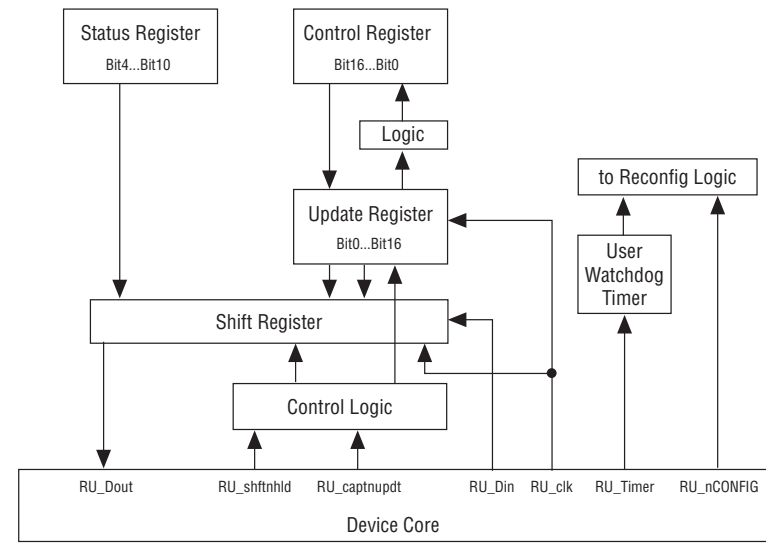 Status Register
Bit4...Bit10
Control Register
Bit16...Bit0
Logic
to Reconfig Logic
Update Register
Bit0...Bit16
User
Watchdog
Timer
Shift Register
Control Logic
RU_Dout RU_shftnhld RU_captnupdt RU_Din RU_clk RU_Timer RU_nCONFIG
Device Core